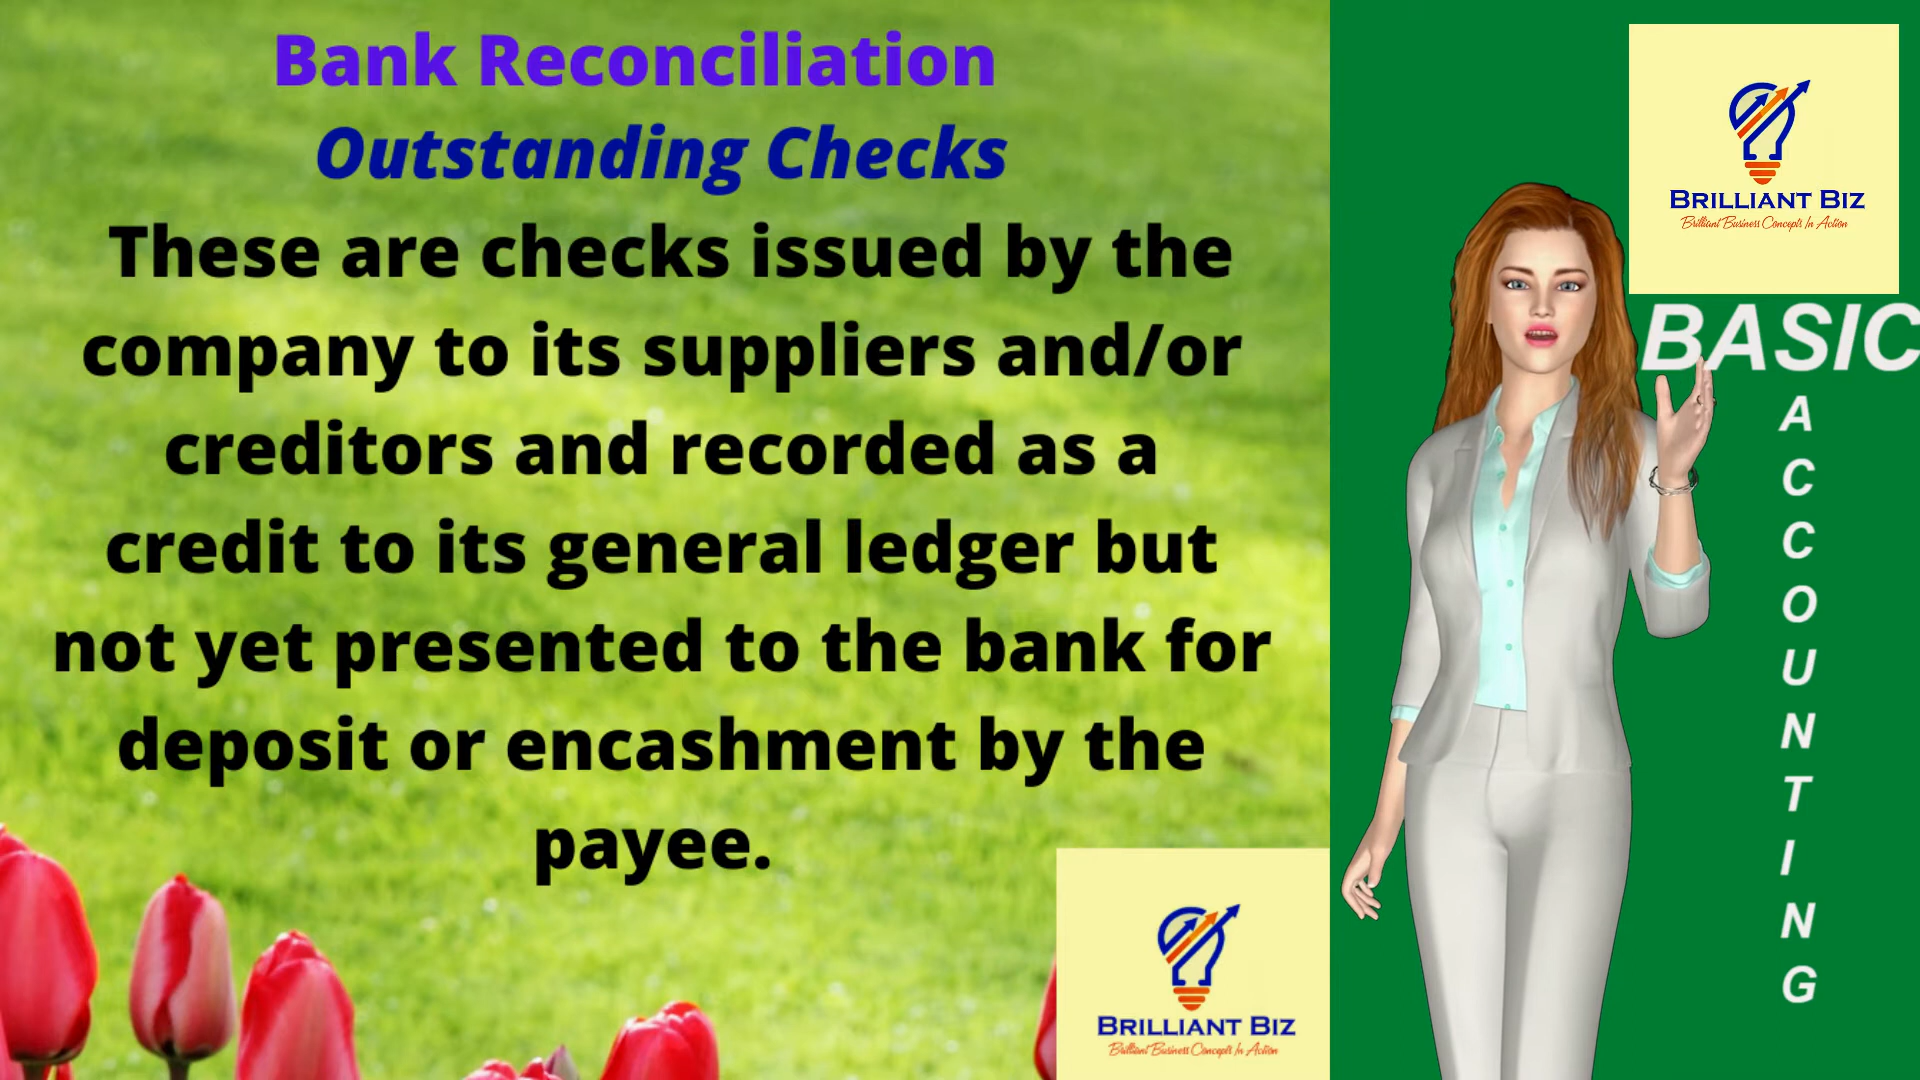 Bank Reconciliation
Outstanding Checks
These are checks issued by the
company to its suppliers and/or
creditors and recorded as a
credit to its general ledger but
not yet presented to the bank for
deposit or encashment by the
payee.
BRILLIANT BIZ
Brilliant Business Concepts In Action
BRILLIANT BIZ
Brilliant Business Concepts In Action
BASIC
A
C
C
O
U
N
T
I
N
G